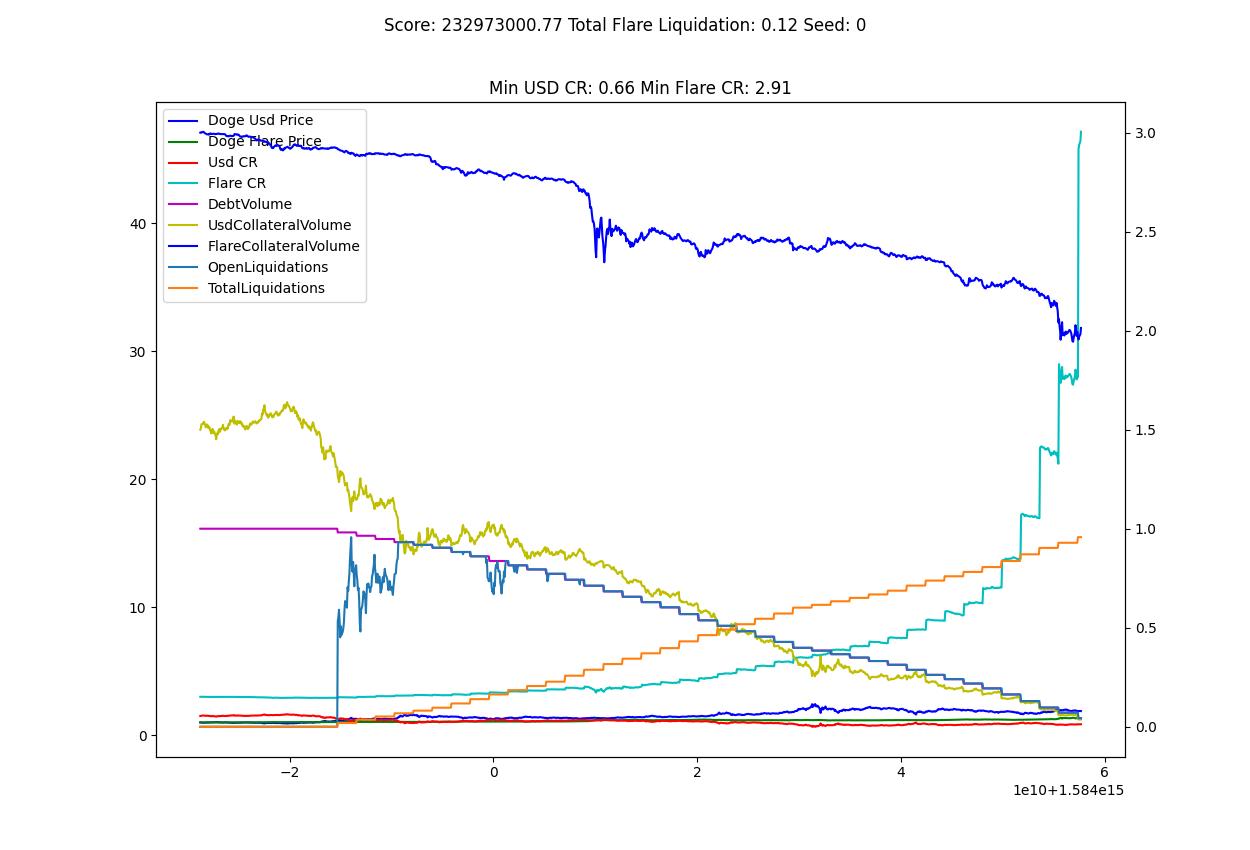 Score: 232973000.77 Total Flare Liquidation: 0.12 Seed: 0
Min USD CR: 0.66 Min Flare CR: 2.91
Doge Usd Price
Doge Flare Price
Usd CR
Flare CR
DebtVolume
UsdCollateralVolume
FlareCollateralVolume
OpenLiquidations
TotalLiquidations
40
30
20
10
0
3.0
2.5
2.0
1.5
1.0
0.5
0.0
−2
0
2
4
6
1e10+1.584e15